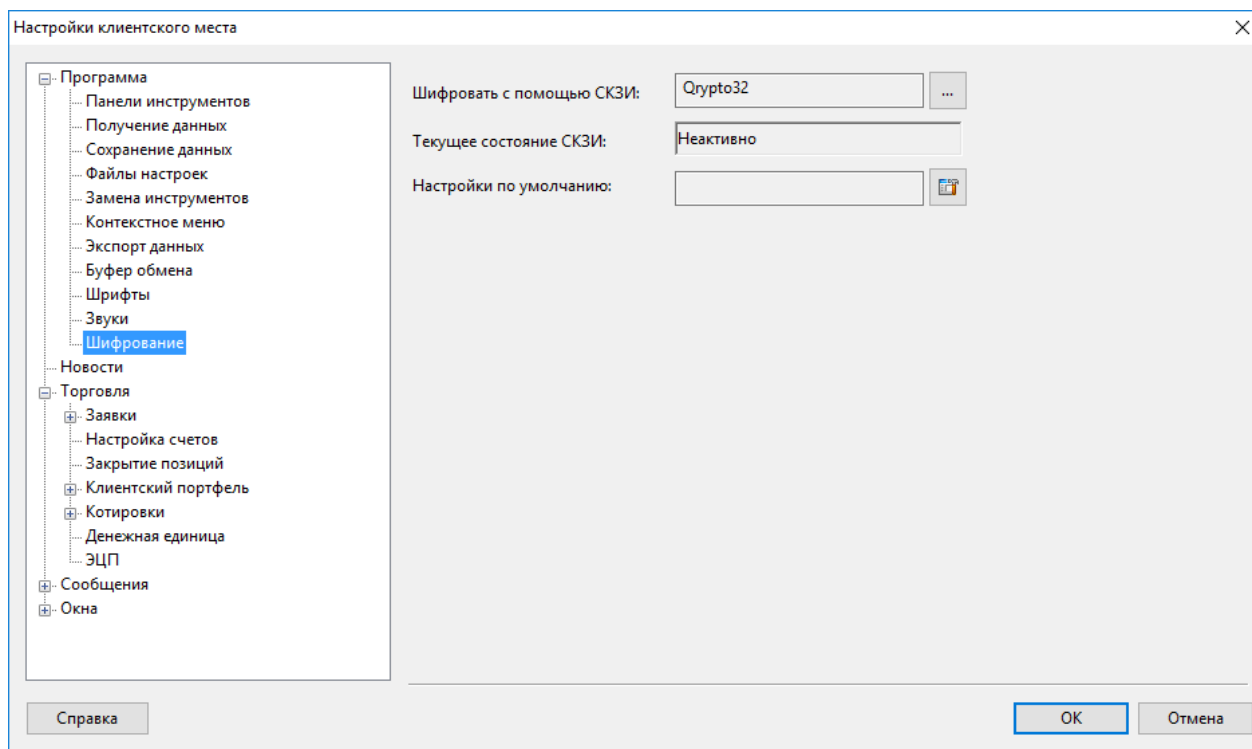 Настройки клиентского места
Программа
Панели инструментов
Получение данных
Сохранение данных
Файлы настроек
Замена инструментов
Контекстное меню
Экспорт данных
Буфер обмена
Шрифты
Звуки
Шифрование
Новости
Торговля
Заявки
Настройка счетов
Закрытие позиций
Клиентский портфель
Котировки
Денежная единица
ЭЦП
Сообщения
Окна
Шифровать с помощью СКЗИ: Qrypto32 ...
Текущее состояние СКЗИ: Неактивно
Настройки по умолчанию:
Справка OK Отмена